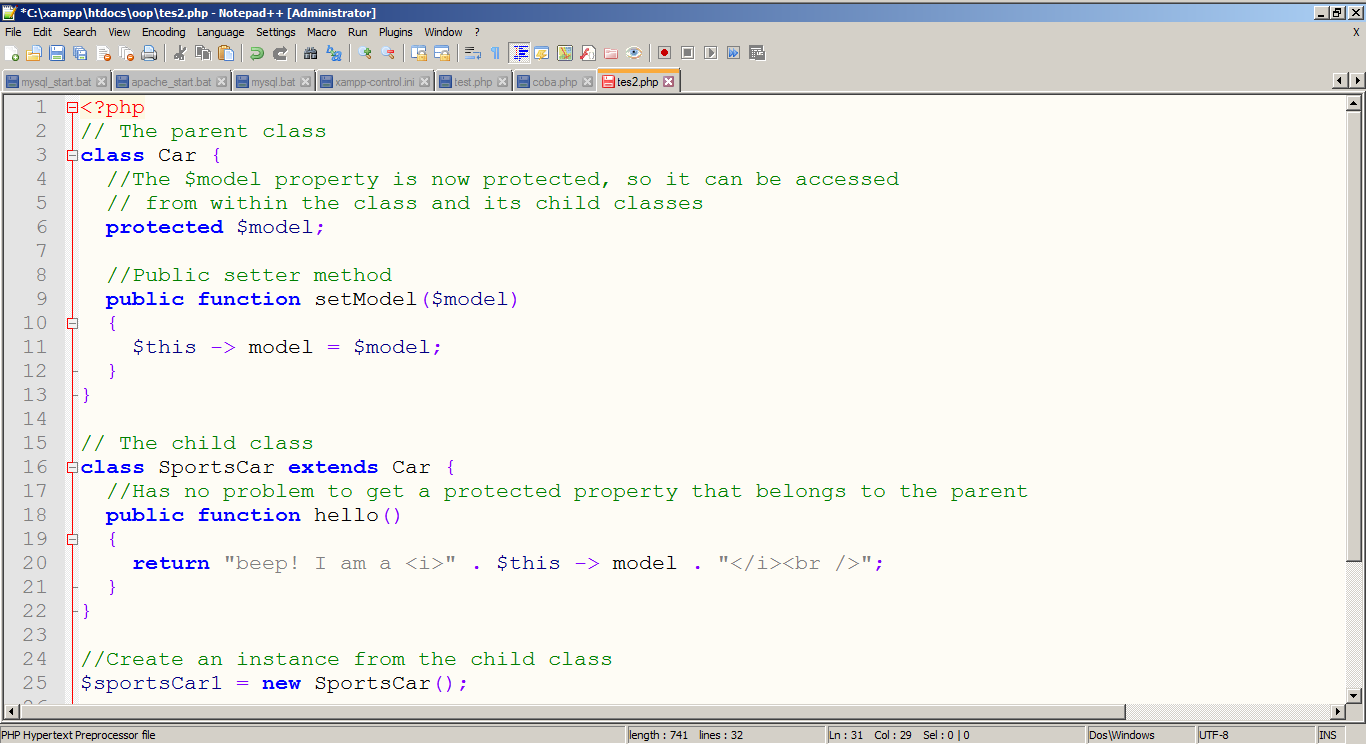 *C:\xampp\htdocs\oop\tes2.php - Notepad++ [Administrator]
File Edit Search View Encoding Language Settings Macro Run Plugins Window ? X
mysql_start.bat apache_start.bat mysql.bat xampp-control.ini test.php coba.php tes2.php
1 <?php
2 // The parent class
3 class Car {
4 //The $model property is now protected, so it can be accessed
5 // from within the class and its child classes
6 protected $model;
7
8 //Public setter method
9 public function setModel($model)
10 {
11 $this -> model = $model;
12 }
13 }
14
15 // The child class
16 class SportsCar extends Car {
17 //Has no problem to get a protected property that belongs to the parent
18 public function hello()
19 {
20 return "beep! I am a <i>" . $this -> model . "</i><br />";
21 }
22 }
23
24 //Create an instance from the child class
25 $sportsCar1 = new SportsCar();
PHP Hypertext Preprocessor file length : 741 lines : 32 Ln : 31 Col : 29 Sel : 0 | 0 Dos\Windows UTF-8 INS